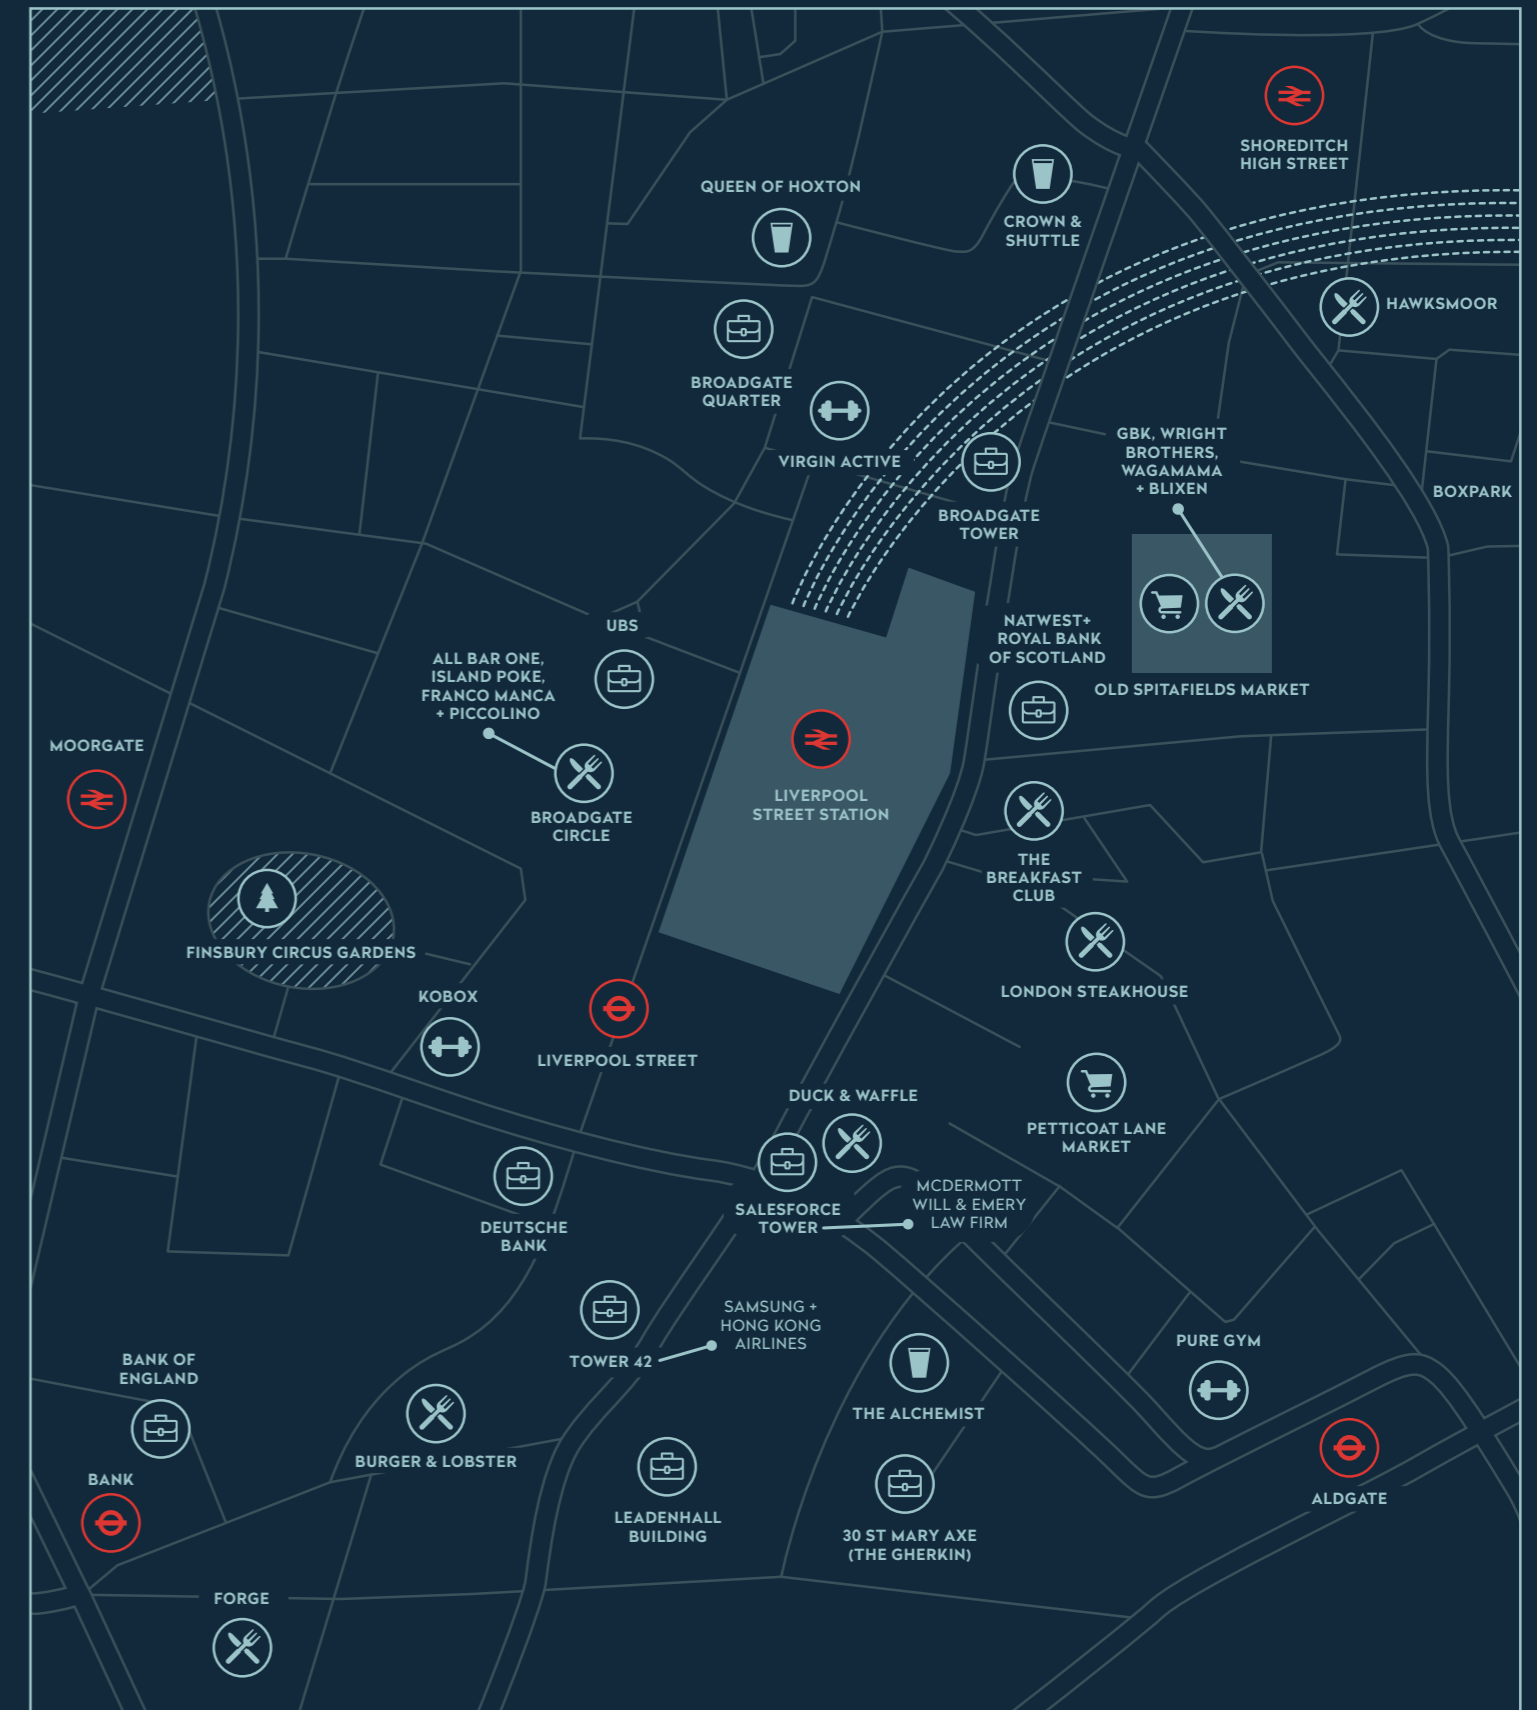 SHOREDITCH
HIGH STREET
QUEEN OF HOXTON
CROWN &
SHUTTLE
HAWKSMOOR
BROADGATE
QUARTER
VIRGIN ACTIVE
GBK, WRIGHT
BROTHERS,
WAGAMAMA
+ BLIXEN
BOXPARK
BROADGATE
TOWER
UBS
NATWEST+
ROYAL BANK
OF SCOTLAND
ALL BAR ONE,
ISLAND POKE,
FRANCO MANCA
+ PICCOLINO
OLD SPITAFIELDS MARKET
MOORGATE
LIVERPOOL
STREET STATION
BROADGATE
CIRCLE
THE
BREAKFAST
CLUB
FINSBURY CIRCUS GARDENS
LONDON STEAKHOUSE
KOBOX
LIVERPOOL STREET
DUCK & WAFFLE
PETTICOAT LANE
MARKET
MCDERMOTT
WILL & EMERY
LAW FIRM
SALESFORCE
TOWER
DEUTSCHE
BANK
SAMSUNG +
HONG KONG
AIRLINES
TOWER 42
PURE GYM
BANK OF
ENGLAND
THE ALCHEMIST
BURGER & LOBSTER
BANK
ALDGATE
LEADENHALL
BUILDING
30 ST MARY AXE
(THE GHERKIN)
FORGE